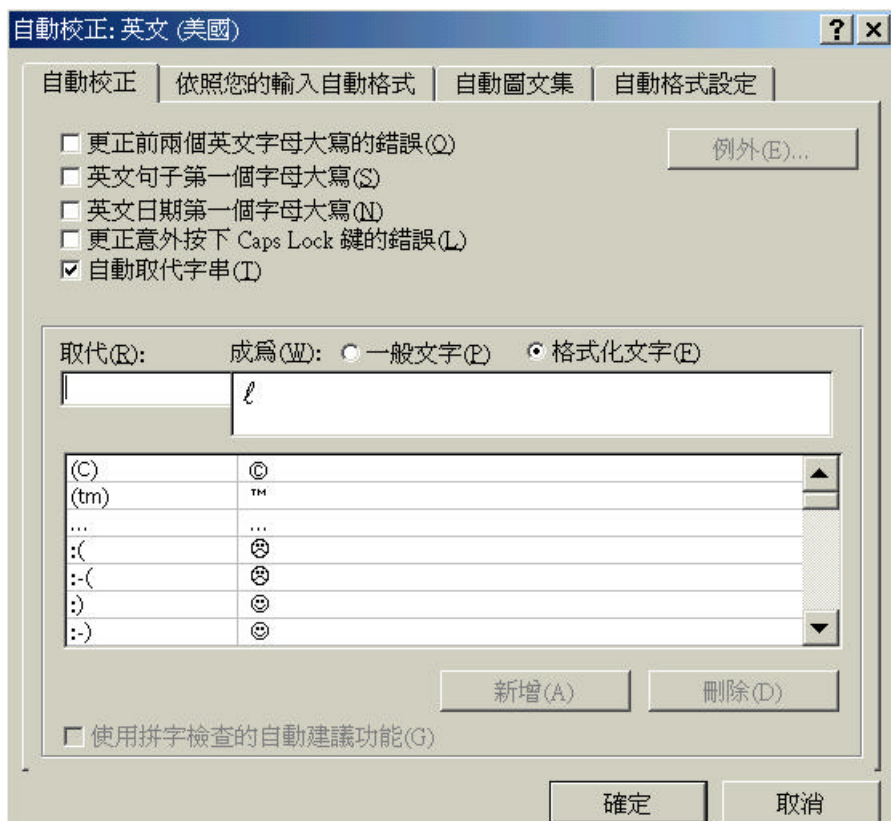 自動校正: 英文 (美國)
自動校正 依照您的輸入自動格式 自動圖文集 自動格式設定
更正前兩個英文字母大寫的錯誤(O) 例外(E)...
英文句子第一個字母大寫(S)
英文日期第一個字母大寫(N)
更正意外按下 Caps Lock 鍵的錯誤(L)
自動取代字串(T)
取代(R): 成爲(W): 一般文字(P) 格式化文字(F)
ℓ
(C) ©
(tm) ™
... ...
:( ☹
:-( ☹
:) ☺
:-) ☺
新增(A) 刪除(D)
使用拼字檢查的自動建議功能(G)
確定 取消